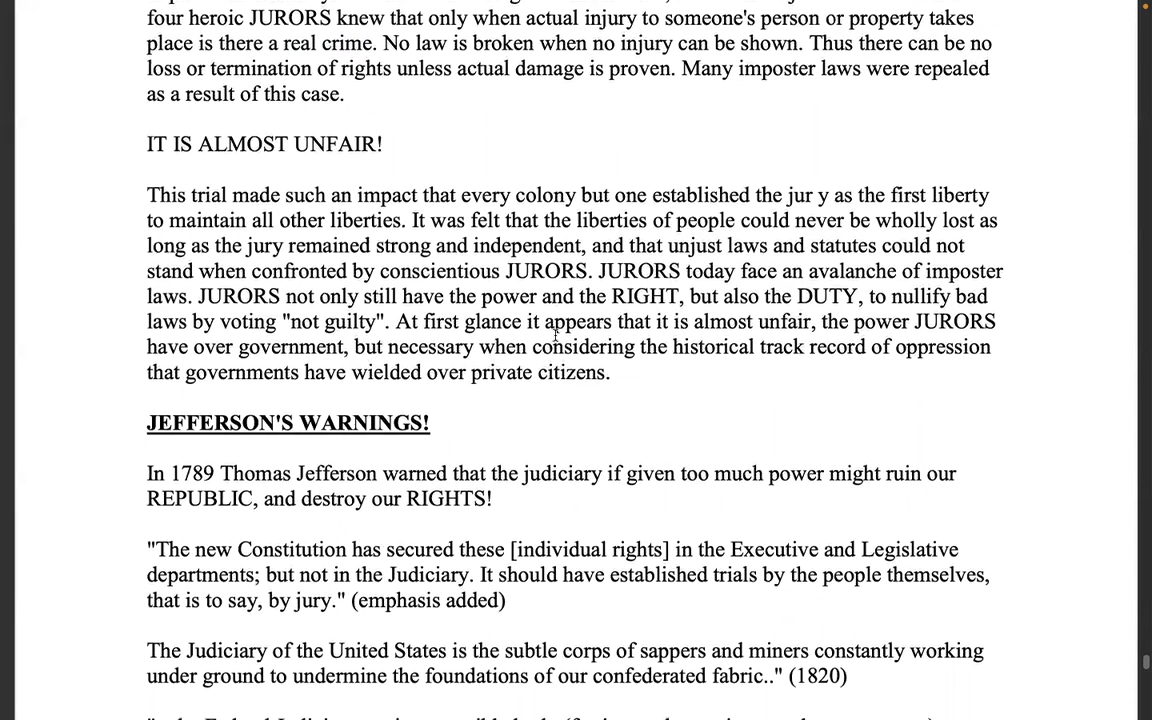 four heroic JURORS knew that only when actual injury to someone's person or property takes
place is there a real crime. No law is broken when no injury can be shown. Thus there can be no
loss or termination of rights unless actual damage is proven. Many imposter laws were repealed
as a result of this case.
IT IS ALMOST UNFAIR!
This trial made such an impact that every colony but one established the jur y as the first liberty
to maintain all other liberties. It was felt that the liberties of people could never be wholly lost as
long as the jury remained strong and independent, and that unjust laws and statutes could not
stand when confronted by conscientious JURORS. JURORS today face an avalanche of imposter
laws. JURORS not only still have the power and the RIGHT, but also the DUTY, to nullify bad
laws by voting "not guilty". At first glance it appears that it is almost unfair, the power JURORS
have over government, but necessary when considering the historical track record of oppression
that governments have wielded over private citizens.
JEFFERSON'S WARNINGS!
In 1789 Thomas Jefferson warned that the judiciary if given too much power might ruin our
REPUBLIC, and destroy our RIGHTS!
"The new Constitution has secured these [individual rights] in the Executive and Legislative
departments; but not in the Judiciary. It should have established trials by the people themselves,
that is to say, by jury." (emphasis added)
The Judiciary of the United States is the subtle corps of sappers and miners constantly working
under ground to undermine the foundations of our confederated fabric.." (1820)